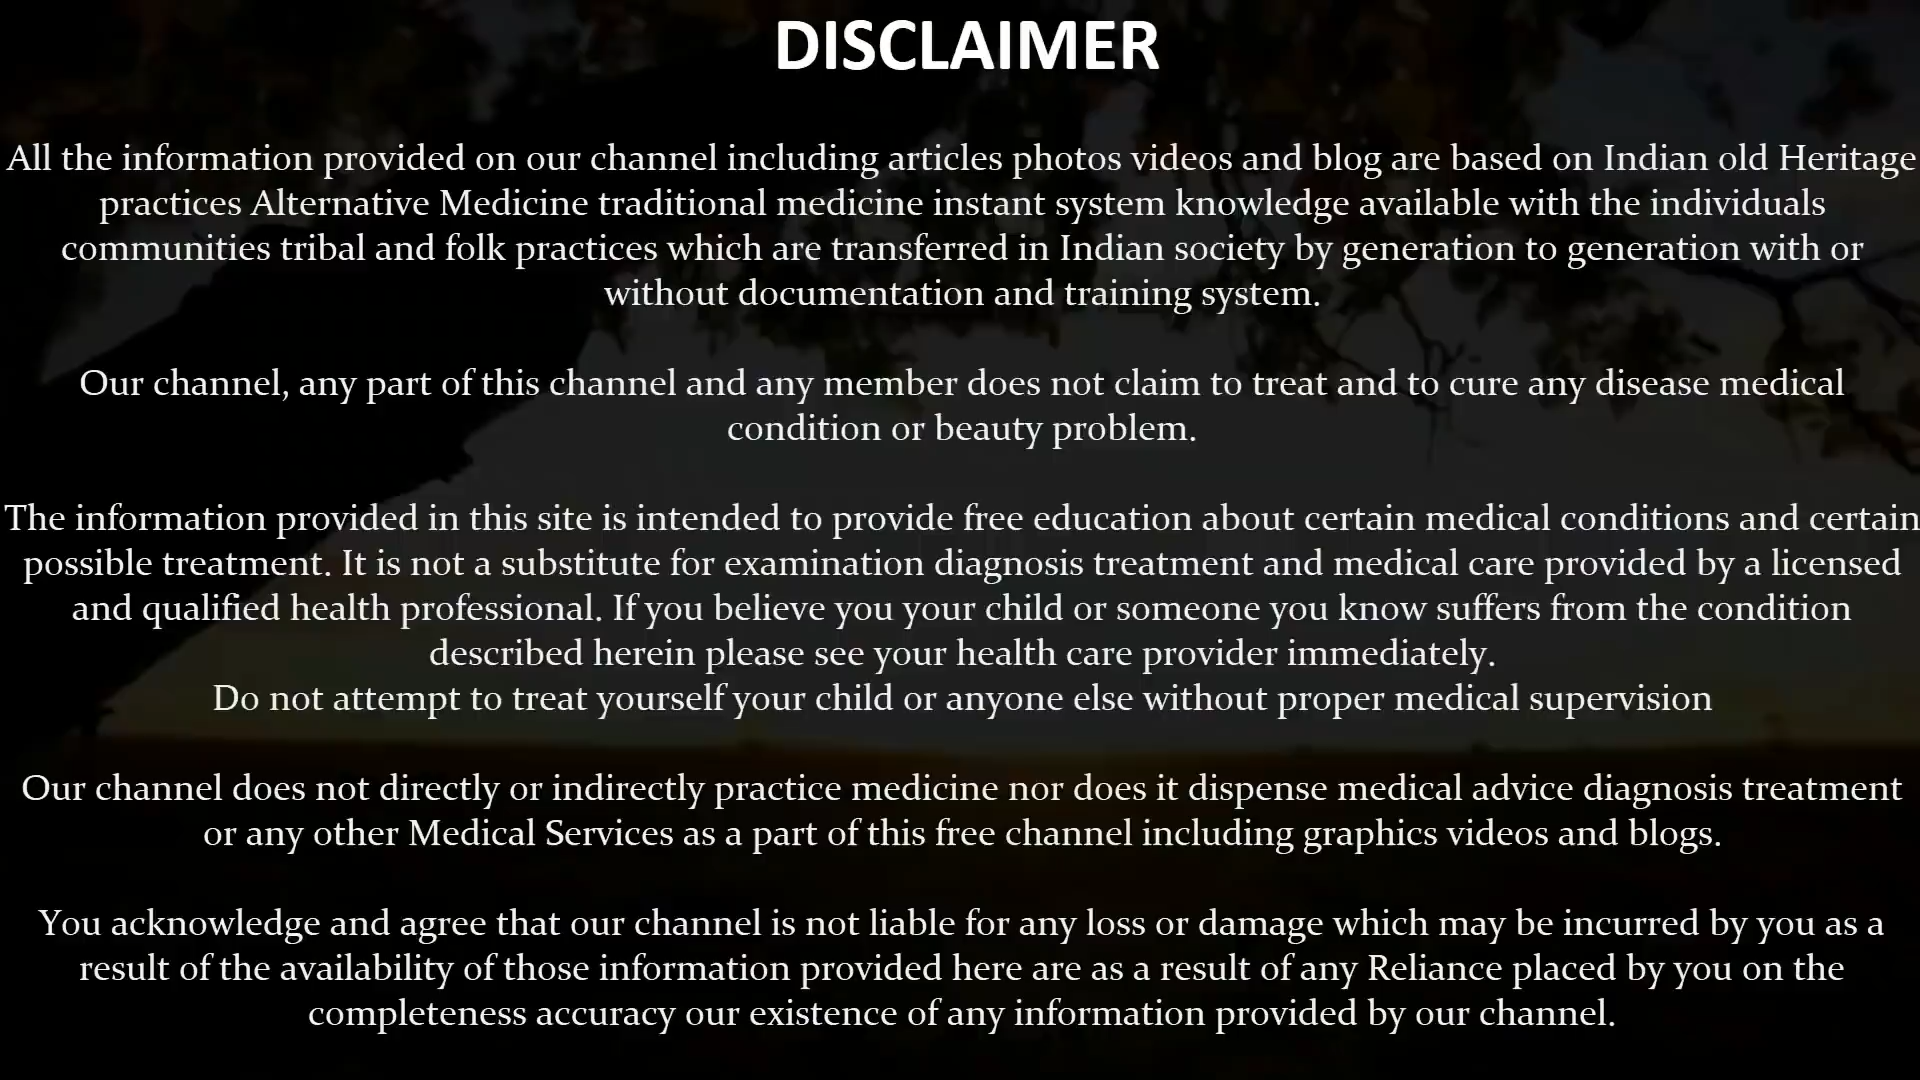 DISCLAIMER
All the information provided on our channel including articles photos videos and blog are based on Indian old Heritage
practices Alternative Medicine traditional medicine instant system knowledge available with the individuals
communities tribal and folk practices which are transferred in Indian society by generation to generation with or
without documentation and training system.
Our channel, any part of this channel and any member does not claim to treat and to cure any disease medical
condition or beauty problem.
The information provided in this site is intended to provide free education about certain medical conditions and certain
possible treatment. It is not a substitute for examination diagnosis treatment and medical care provided by a licensed
and qualified health professional. If you believe you your child or someone you know suffers from the condition
described herein please see your health care provider immediately.
Do not attempt to treat yourself your child or anyone else without proper medical supervision
Our channel does not directly or indirectly practice medicine nor does it dispense medical advice diagnosis treatment
or any other Medical Services as a part of this free channel including graphics videos and blogs.
You acknowledge and agree that our channel is not liable for any loss or damage which may be incurred by you as a
result of the availability of those information provided here are as a result of any Reliance placed by you on the
completeness accuracy our existence of any information provided by our channel.